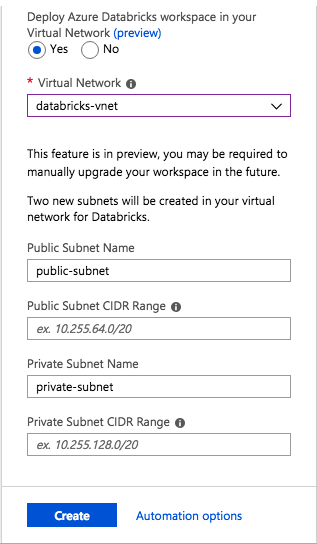 Deploy Azure Databricks workspace in your
Virtual Network (preview)
Yes No
* Virtual Network
databricks-vnet
This feature is in preview, you may be required to
manually upgrade your workspace in the future.
Two new subnets will be created in your virtual
network for Databricks.
Public Subnet Name
public-subnet
Public Subnet CIDR Range
ex. 10.255.64.0/20
Private Subnet Name
private-subnet
Private Subnet CIDR Range
ex. 10.255.128.0/20
Create Automation options